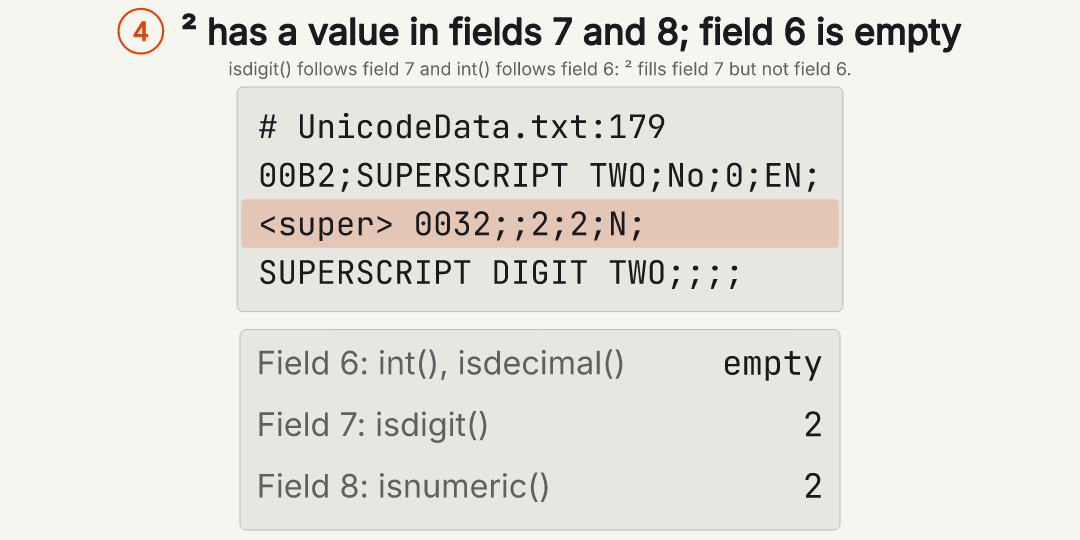 4 ² has a value in fields 7 and 8; field 6 is empty
isdigit() follows field 7 and int() follows field 6: ² fills field 7 but not field 6.
# UnicodeData.txt:179
00B2;SUPERSCRIPT TWO;No;0;EN;
<super> 0032;;2;2;N;
SUPERSCRIPT DIGIT TWO;;;;
Field 6: int(), isdecimal() empty
Field 7: isdigit() 2
Field 8: isnumeric() 2